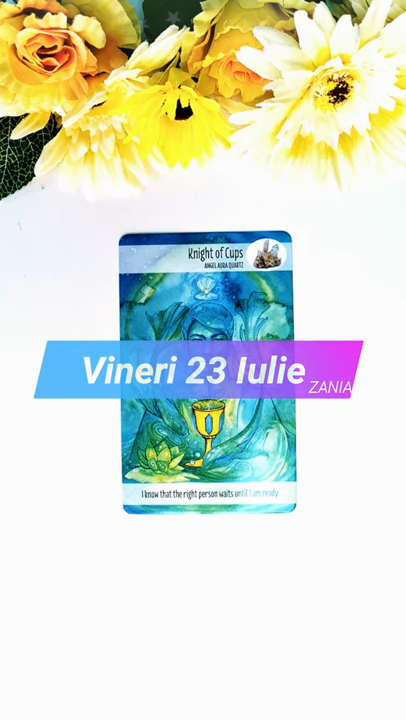 Knight of Cups
ANGEL AURA QUARTZ
Vineri 23 Iulie
ZANIA
I know that the right person waits until I am ready